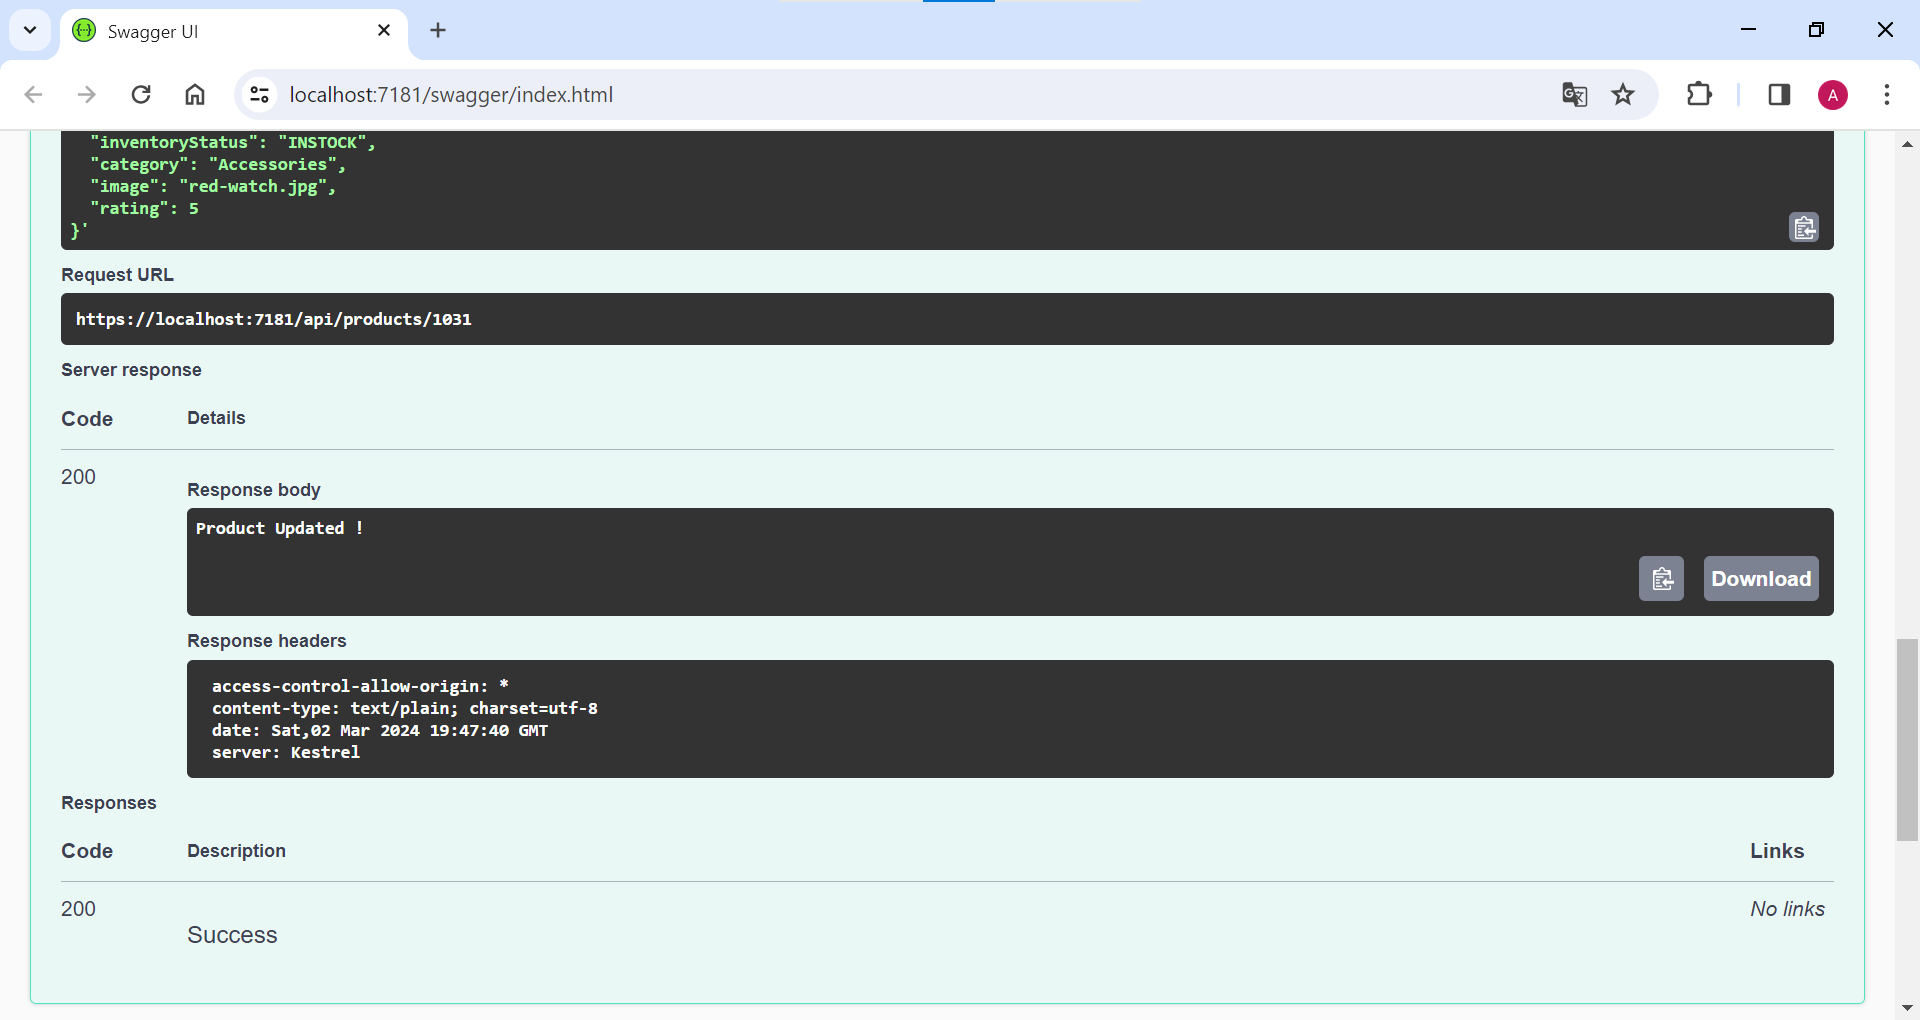 Swagger UI
localhost:7181/swagger/index.html
A
"inventoryStatus": "INSTOCK",
"category": "Accessories",
"image": "red-watch.jpg",
"rating": 5
}'
Request URL
https://localhost:7181/api/products/1031
Server response
Code Details
200
Response body
Product Updated !
Download
Response headers
access-control-allow-origin: *
content-type: text/plain; charset=utf-8
date: Sat,02 Mar 2024 19:47:40 GMT
server: Kestrel
Responses
Code Description Links
200 No links
Success